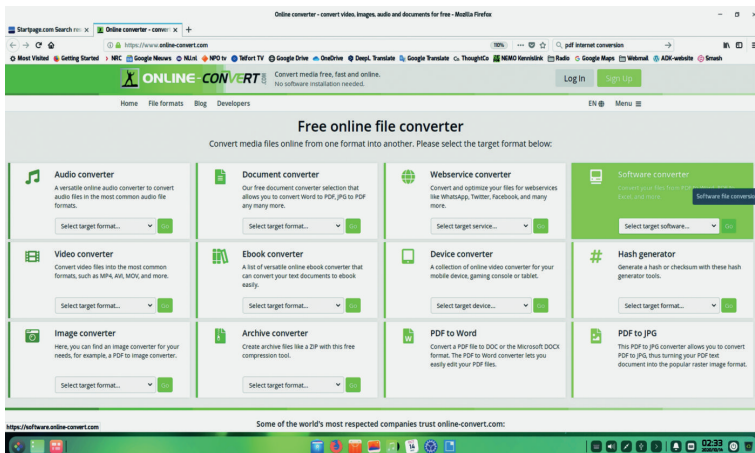 Online converter - convert video, images, audio and documents for free - Mozilla Firefox
Startpage.com Search res × Online converter - convert × +
https://www.online-convert.com 110% pdf internet conversion
Most Visited Getting Started NRC Google Nieuws NU.nl NPO tv Telfort TV Google Drive OneDrive DeepL Translate Google Translate ThoughtCo NEMO Kennislink Radio Google Maps Webmail ADK-website Smash
ONLINE-CONVERT.COM
Convert media free, fast and online.
No software installation needed.
Log In Sign Up
Home File formats Blog Developers EN Menu
Free online file converter
Convert media files online from one format into another. Please select the target format below:
Audio converter
A versatile online audio converter to convert
audio files in the most common audio file
formats.
Select target format... Go
Document converter
Our free document converter selection that
allows you to convert Word to PDF, JPG to PDF
any many more.
Select target format... Go
Webservice converter
Convert and optimize your files for webservices
like WhatsApp, Twitter, Facebook, and many
more.
Select target service... Go
Software converter
Excel, and more.
Software file conversio
Select target software... Go
Video converter
Convert video files into the most common
formats, such as MP4, AVI, MOV, and more.
Select target format... Go
Ebook converter
A list of versatile online ebook converter that
can convert your text documents to ebook
easily.
Select target format... Go
Device converter
A collection of online video converter for your
mobile device, gaming console or tablet.
Select target device... Go
Hash generator
Generate a hash or checksum with these hash
generator tools.
Select target format... Go
Image converter
Here, you can find an image converter for your
needs, for example, a PDF to image converter.
Select target format... Go
Archive converter
Create archive files like a ZIP with this free
compression tool.
Select target format... Go
PDF to Word
Convert a PDF file to DOC or the Microsoft DOCX
format. The PDF to Word converter lets you
easily edit your PDF files.
PDF to JPG
This PDF to JPG converter allows you to convert
PDF to JPG, thus turning your PDF text
document into the popular raster image format.
Some of the world's most respected companies trust online-convert.com:
https://software.online-convert.com
02:33